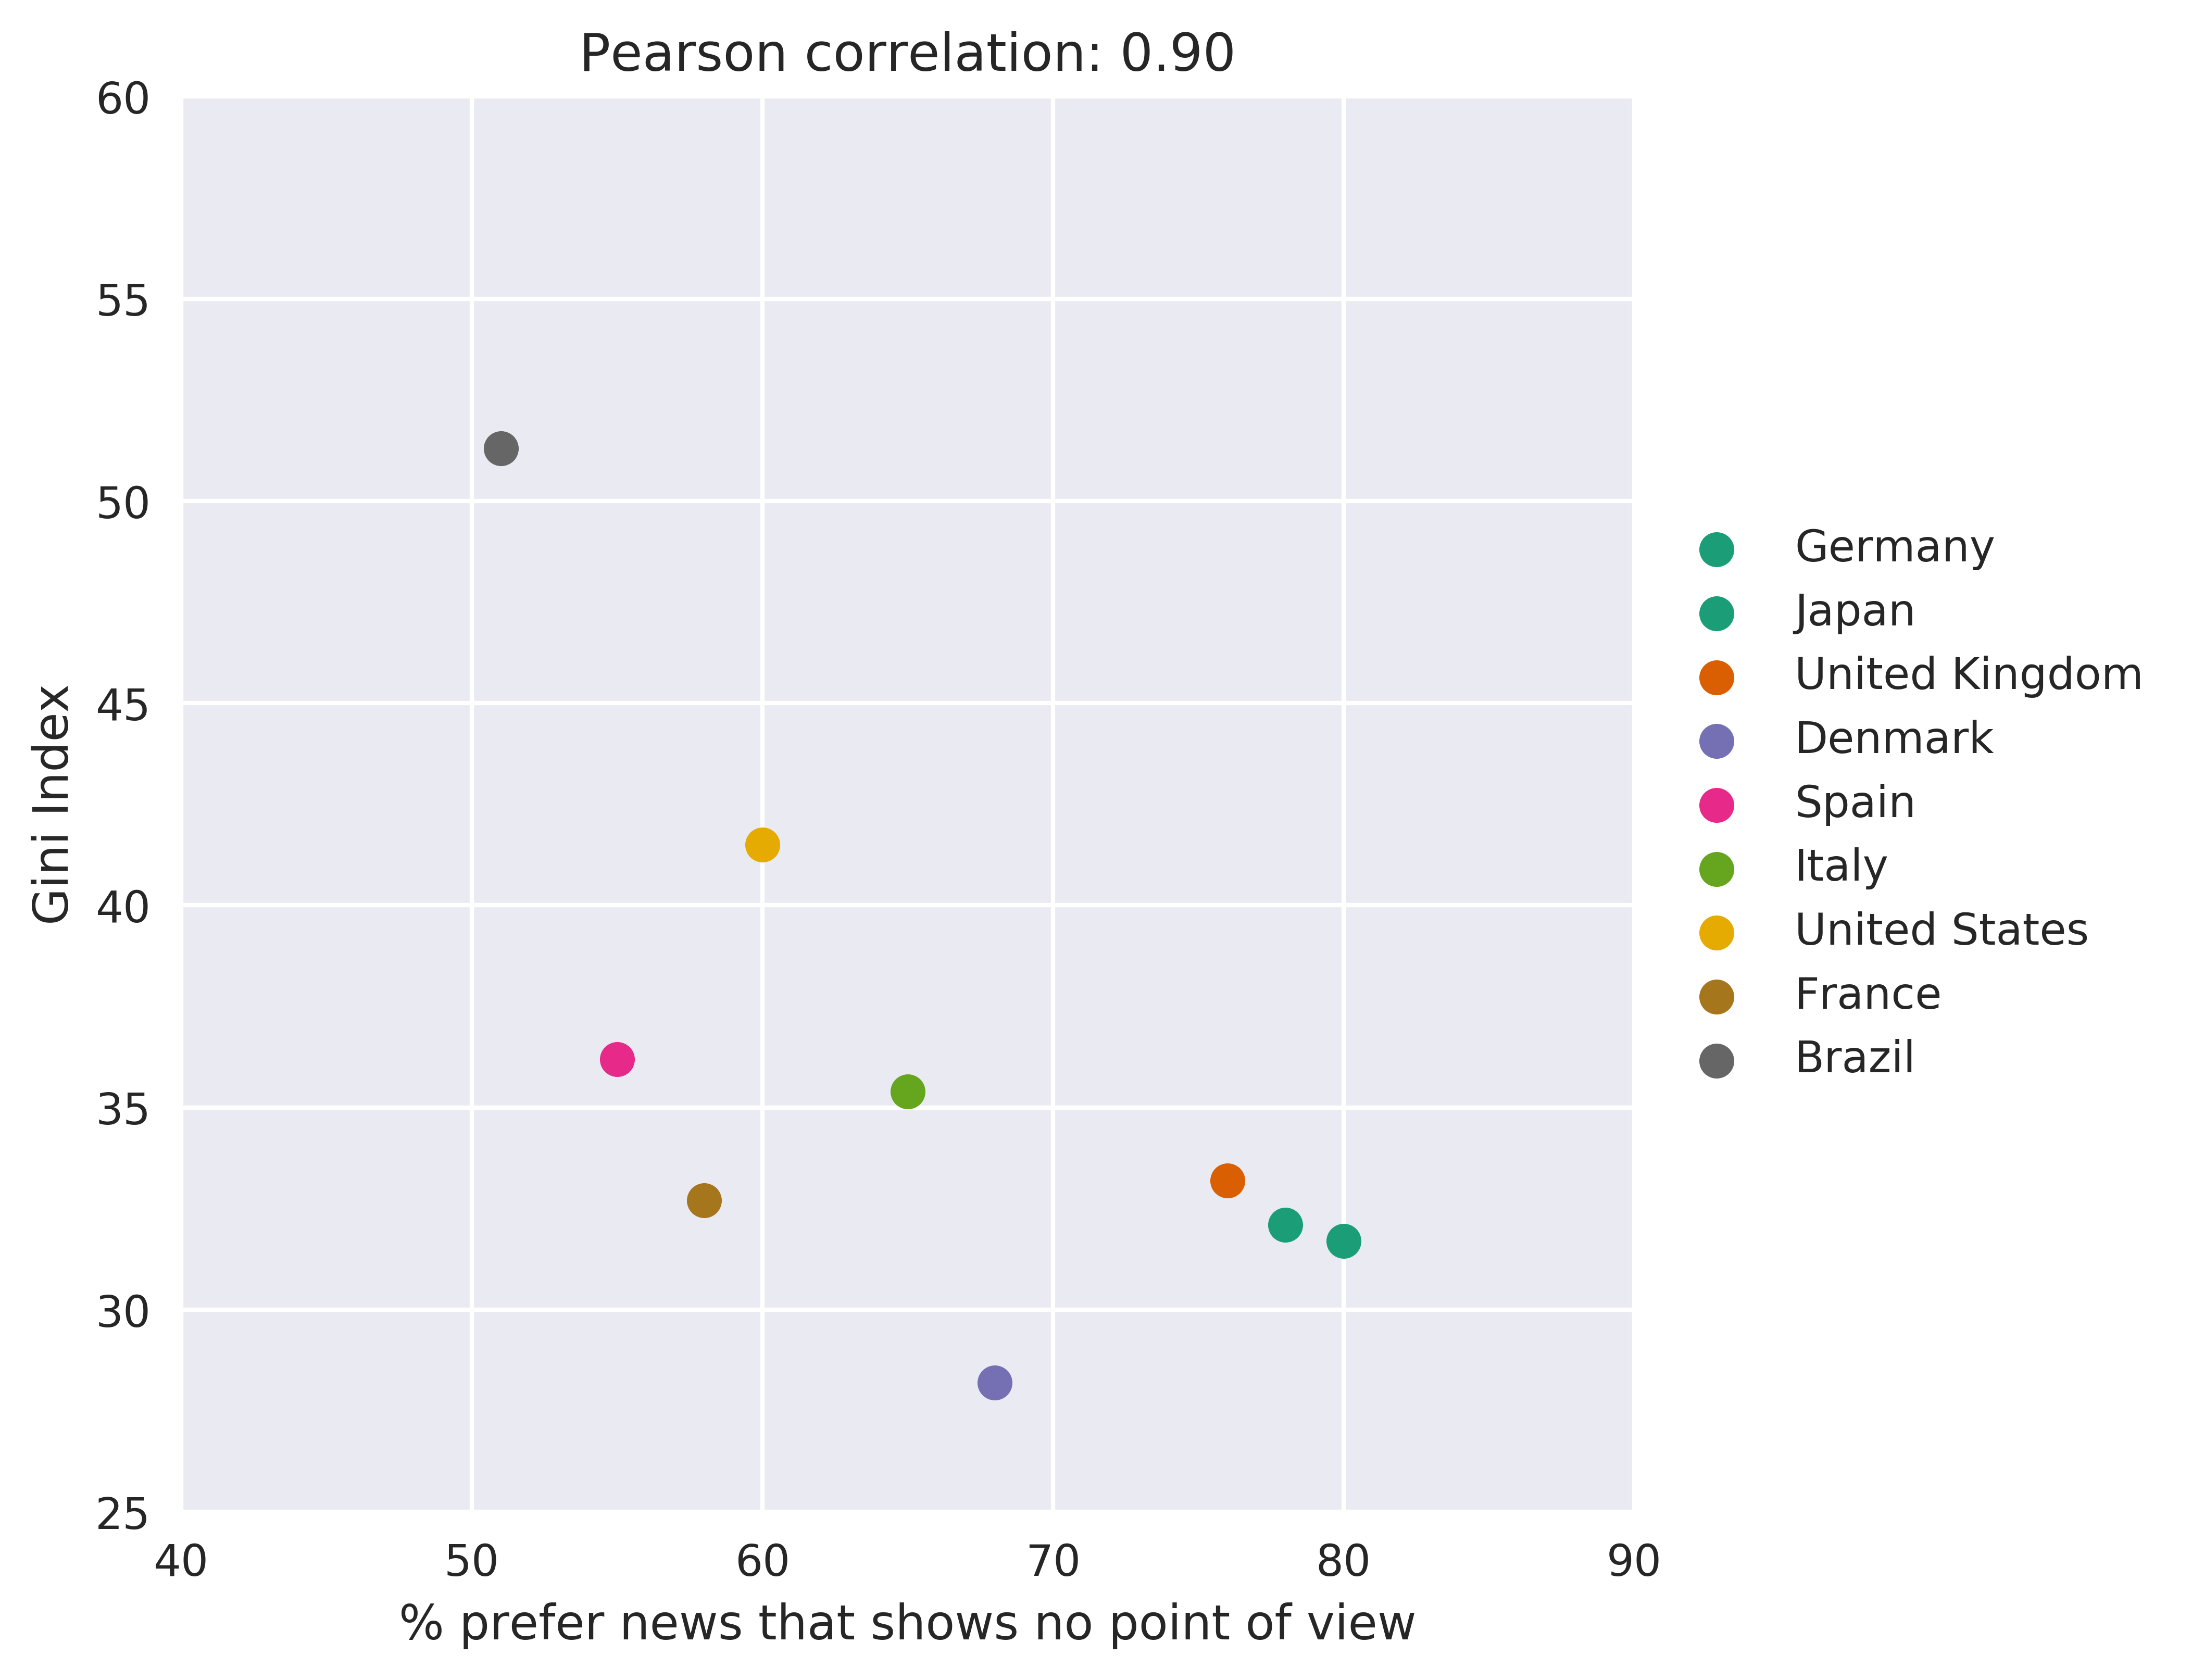 Pearson correlation: 0.90
60
55
50
45
40
35
30
25
Gini Index
40 50 60 70 80 90
% prefer news that shows no point of view
Germany
Japan
United Kingdom
Denmark
Spain
Italy
United States
France
Brazil